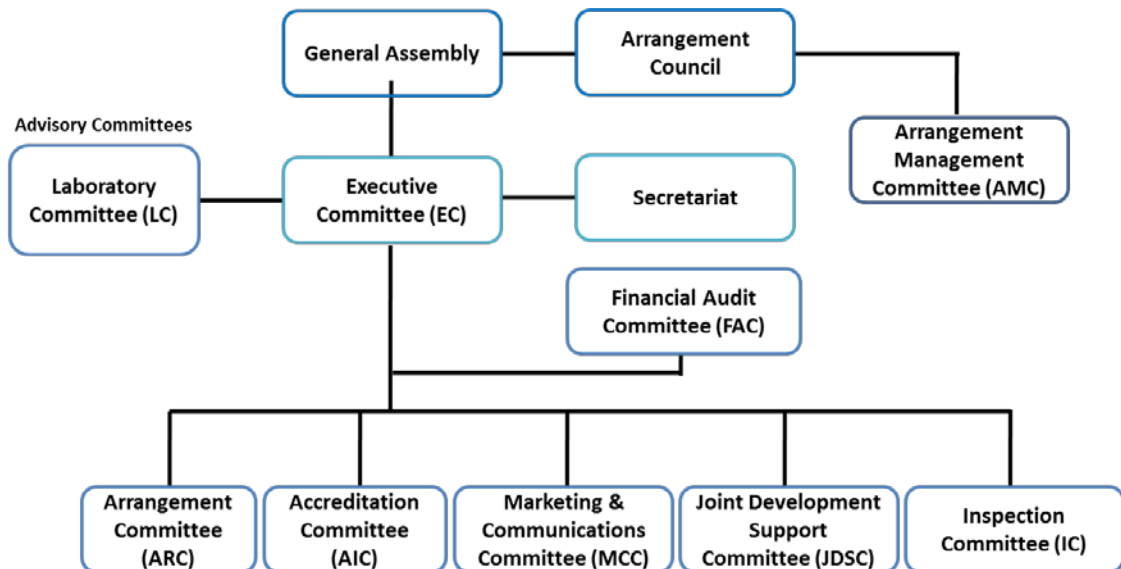 General Assembly
Arrangement
Council
Advisory Committees
Arrangement
Management
Committee (AMC)
Laboratory
Committee (LC)
Executive
Committee (EC)
Secretariat
Financial Audit
Committee (FAC)
Arrangement
Committee
(ARC)
Accreditation
Committee
(AIC)
Marketing &
Communications
Committee (MCC)
Joint Development
Support
Committee (JDSC)
Inspection
Committee (IC)